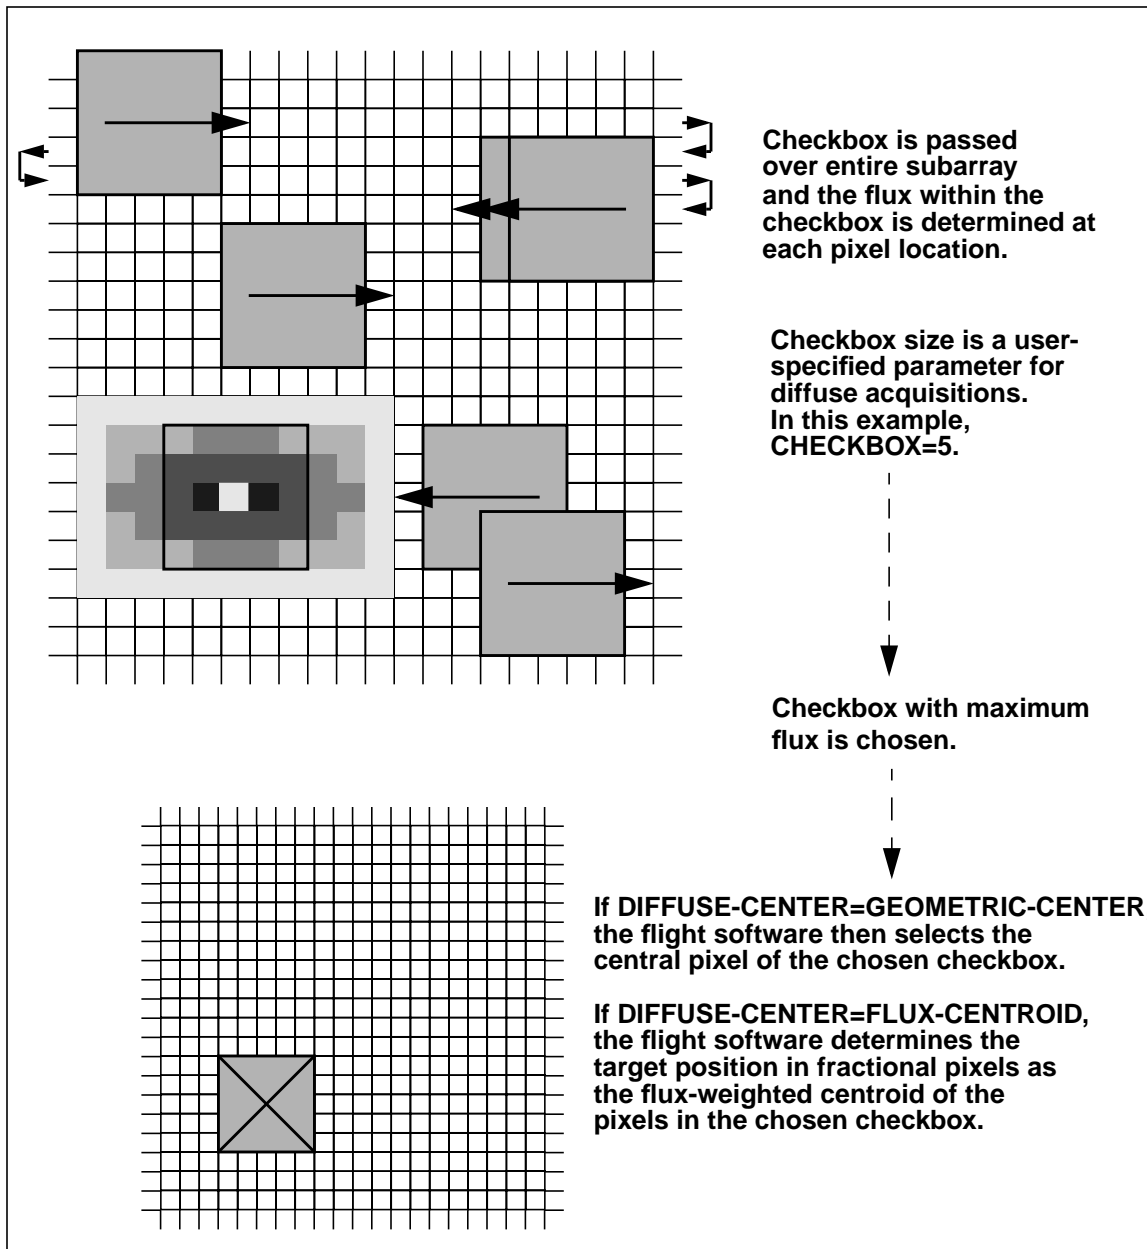 Checkbox is passed
over entire subarray
and the flux within the
checkbox is determined at
each pixel location.
Checkbox size is a user-
specified parameter for
diffuse acquisitions.
In this example,
CHECKBOX=5.
Checkbox with maximum
flux is chosen.
If DIFFUSE-CENTER=GEOMETRIC-CENTER
the flight software then selects the
central pixel of the chosen checkbox.
If DIFFUSE-CENTER=FLUX-CENTROID,
the flight software determines the
target position in fractional pixels as
the flux-weighted centroid of the
pixels in the chosen checkbox.